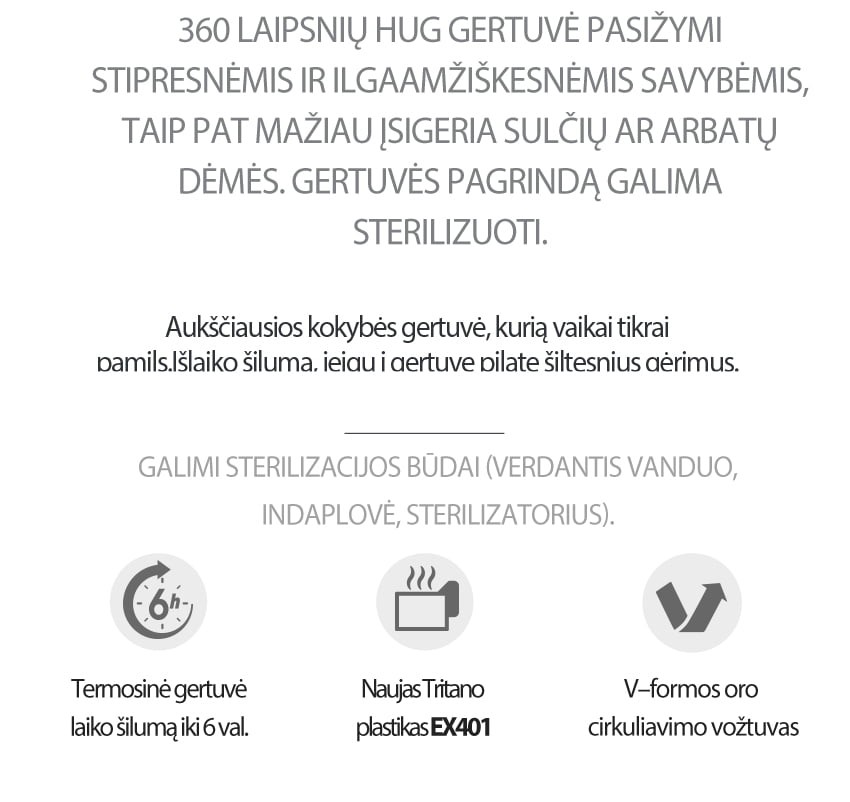 360 LAIPSNIŲ HUG GERTUVĖ PASIŽYMI
STIPRESNĖMIS IR ILGAAMŽIŠKESNĖMIS SAVYBĖMIS,
TAIP PAT MAŽIAU ĮSIGERIA SULČIŲ AR ARBATŲ
DĖMĖS. GERTUVĖS PAGRINDĄ GALIMA
STERILIZUOTI.
Aukščiausios kokybės gertuvė, kurią vaikai tikrai
pamils.Išlaiko šiluma, jeigu i gertuve pilate šiltesnius gėrimus.
GALIMI STERILIZACIJOS BŪDAI (VERDANTIS VANDUO,
INDAPLOVĖ, STERILIZATORIUS).
6h
Termosinė gertuvė
laiko šilumą iki 6 val.
Naujas Tritano
plastikas EX401
V–formos oro
cirkuliavimo vožtuvas